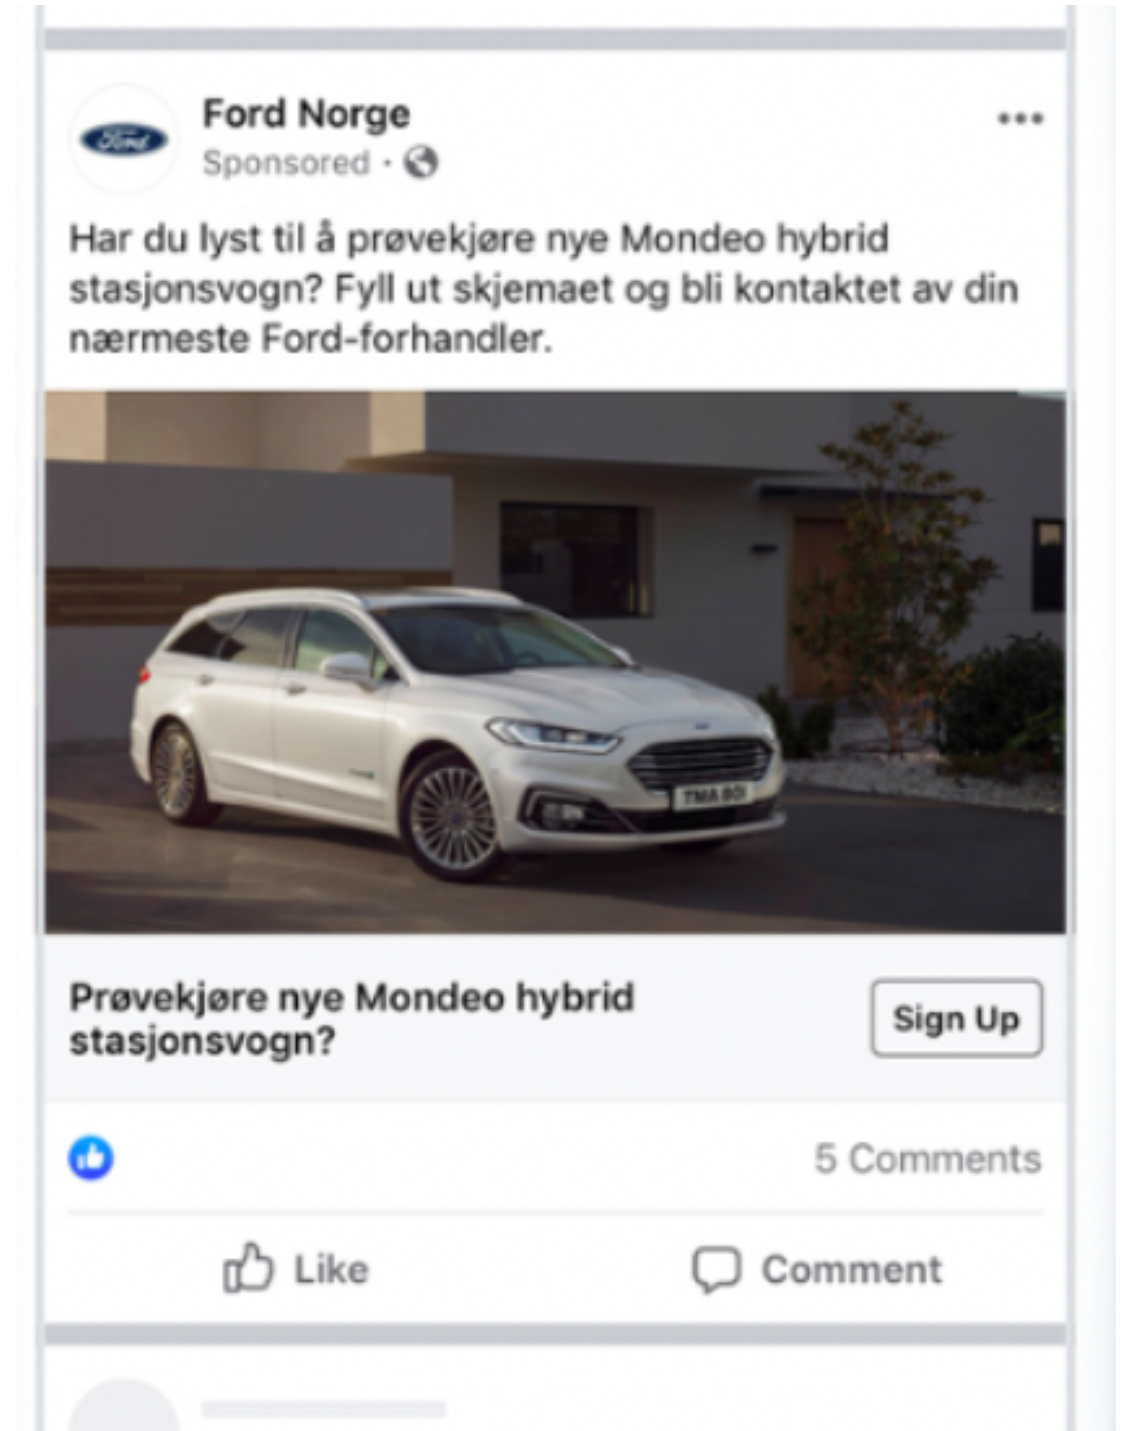 Ford
Ford Norge
Sponsored ·
Har du lyst til å prøvekjøre nye Mondeo hybrid
stasjonsvogn? Fyll ut skjemaet og bli kontaktet av din
nærmeste Ford-forhandler.
Prøvekjøre nye Mondeo hybrid
stasjonsvogn?
Sign Up
5 Comments
Like
Comment